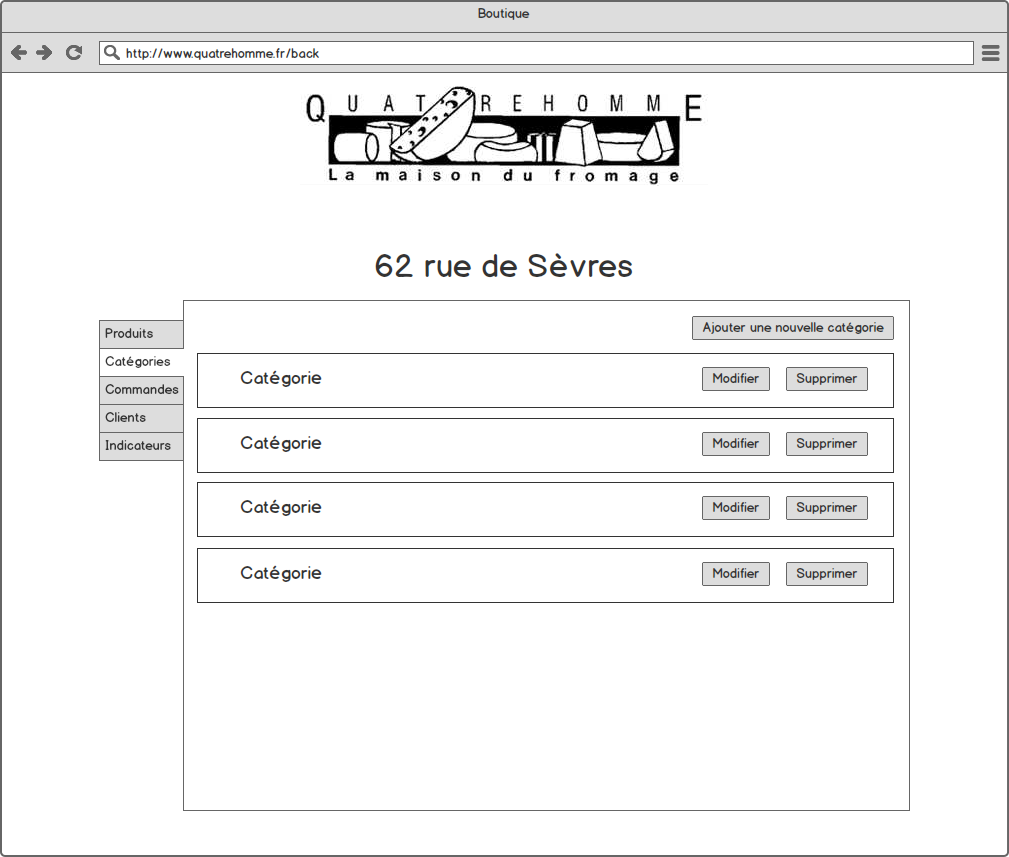 Boutique
http://www.quatrehomme.fr/back
QUATREHOMME
La maison du fromage
62 rue de Sèvres
Ajouter une nouvelle catégorie
Produits
Catégories
Commandes
Clients
Indicateurs
Catégorie Modifier Supprimer
Catégorie Modifier Supprimer
Catégorie Modifier Supprimer
Catégorie Modifier Supprimer